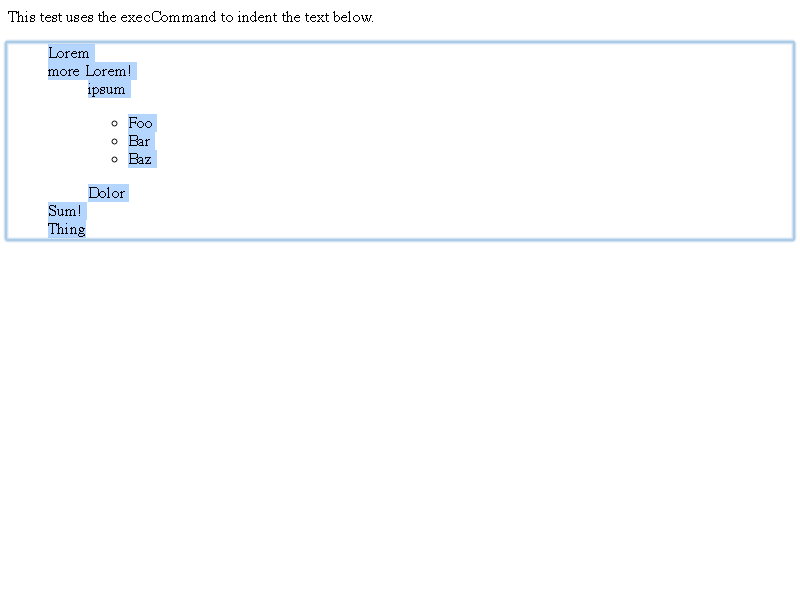 This test uses the execCommand to indent the text below.
Lorem
more Lorem!
ipsum
Foo
Bar
Baz
Dolor
Sum!
Thing